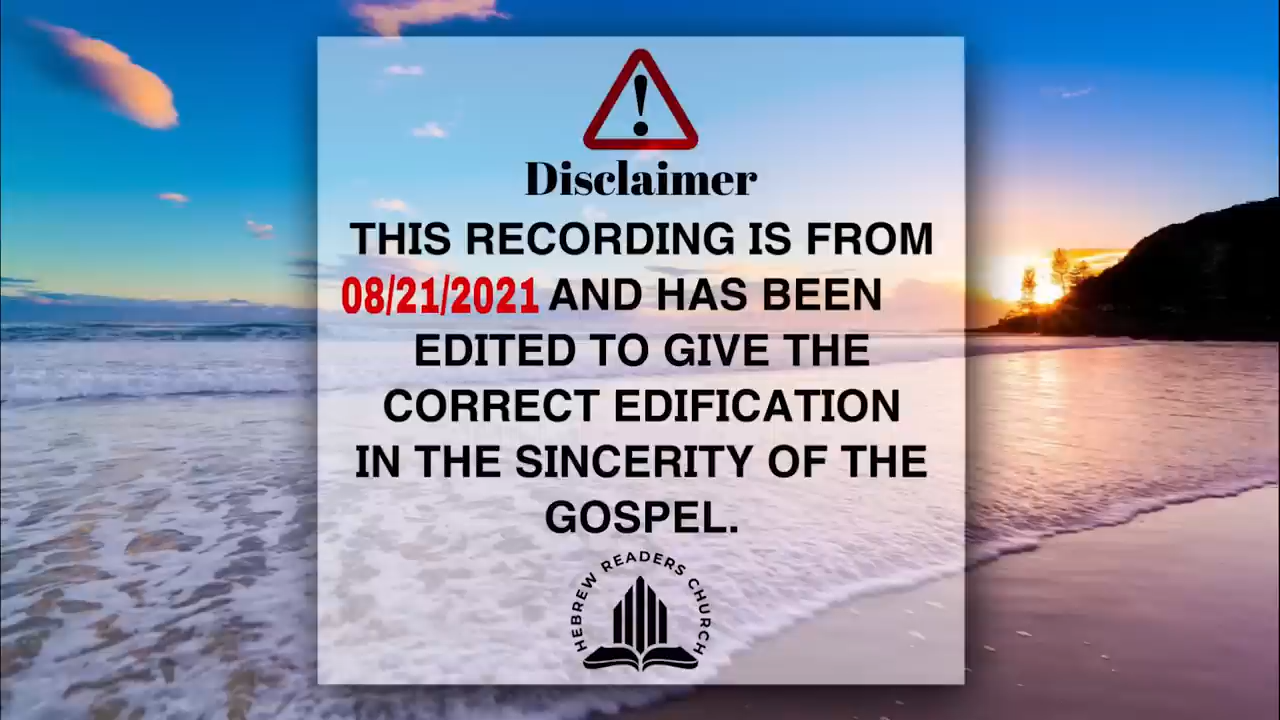 !
Disclaimer
THIS RECORDING IS FROM
08/21/2021 AND HAS BEEN
EDITED TO GIVE THE
CORRECT EDIFICATION
IN THE SINCERITY OF THE
GOSPEL.
HEBREW READERS CHURCH